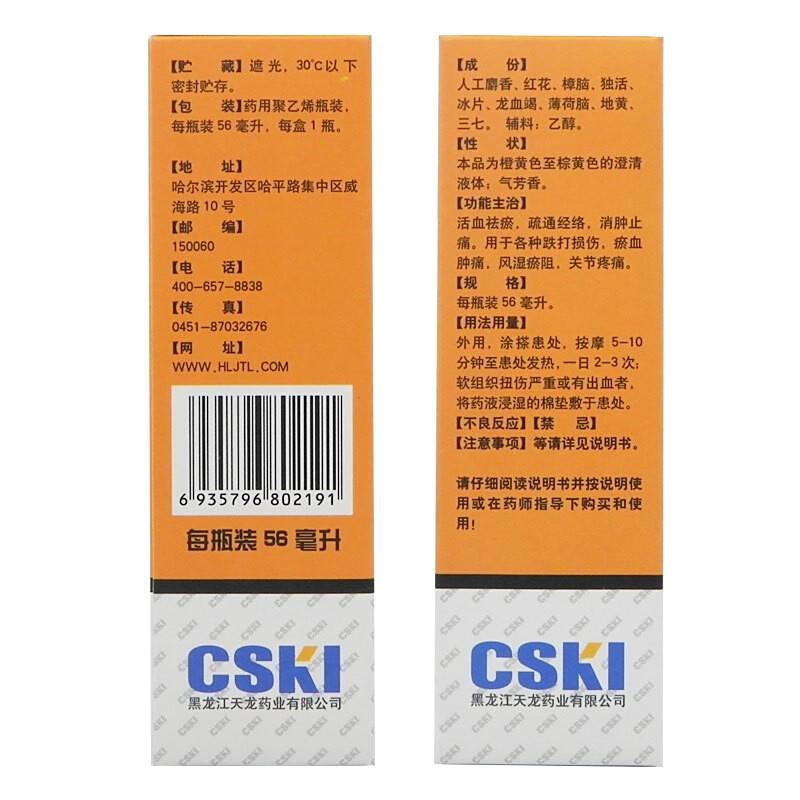 【贮　藏】遮光，30℃以下
密封贮存。
【包　装】药用聚乙烯瓶装，
每瓶装56毫升，每盒1瓶。
【地　址】
哈尔滨开发区哈平路集中区威
海路10号
【邮　编】
150060
【电　话】
400-657-8838
【传　真】
0451-87032676
【网　址】
WWW.HLJTL.COM
6 935796 802191
每瓶装 56 毫升
CSKI
黑龙江天龙药业有限公司
【成　份】
人工麝香、红花、樟脑、独活、
冰片、龙血竭、薄荷脑、地黄、
三七。 辅料：乙醇。
【性　状】
本品为橙黄色至棕黄色的澄清
液体；气芳香。
【功能主治】
活血祛瘀，疏通经络，消肿止
痛。用于各种跌打损伤，瘀血
肿痛，风湿瘀阻，关节疼痛。
【规　格】
每瓶装56毫升。
【用法用量】
外用，涂搽患处，按摩 5-10
分钟至患处发热，一日2-3次；
软组织扭伤严重或有出血者，
将药液浸湿的棉垫敷于患处。
【不良反应】【禁　忌】
【注意事项】等请详见说明书。
请仔细阅读说明书并按说明使
用或在药师指导下购买和使
用！
CSKI
黑龙江天龙药业有限公司